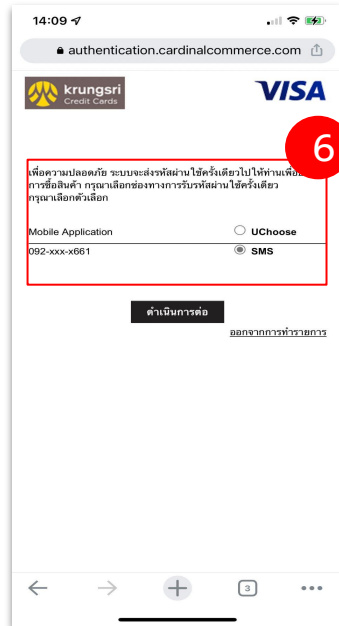 14:09
authentication.cardinalcommerce.com
krungsri
Credit Cards
VISA
6
เพื่อความปลอดภัย ระบบจะส่งรหัสผ่านใช้ครั้งเดียวไปให้ท่านเพื่อ
การซื้อสินค้า กรุณาเลือกช่องทางการรับรหัสผ่านใช้ครั้งเดียว
กรุณาเลือกตัวเลือก
Mobile Application UChoose
092-xxx-x661 SMS
ดำเนินการต่อ
ออกจากการทำรายการ
3